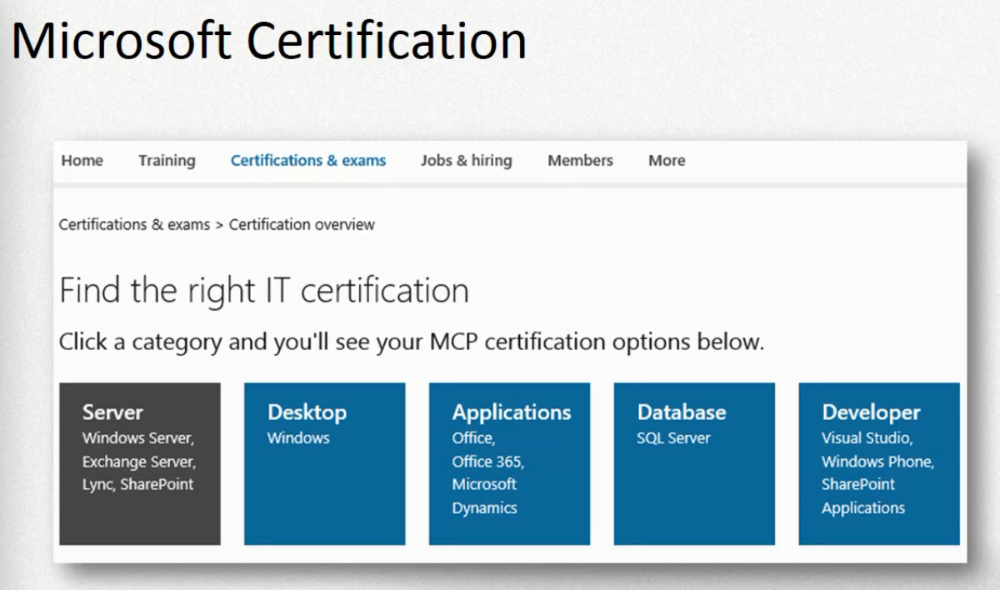 Microsoft Certification
Home Training Certifications & exams Jobs & hiring Members More
Certifications & exams > Certification overview
Find the right IT certification
Click a category and you'll see your MCP certification options below.
Server
Windows Server,
Exchange Server,
Lync, SharePoint
Desktop
Windows
Applications
Office,
Office 365,
Microsoft
Dynamics
Database
SQL Server
Developer
Visual Studio,
Windows Phone,
SharePoint
Applications